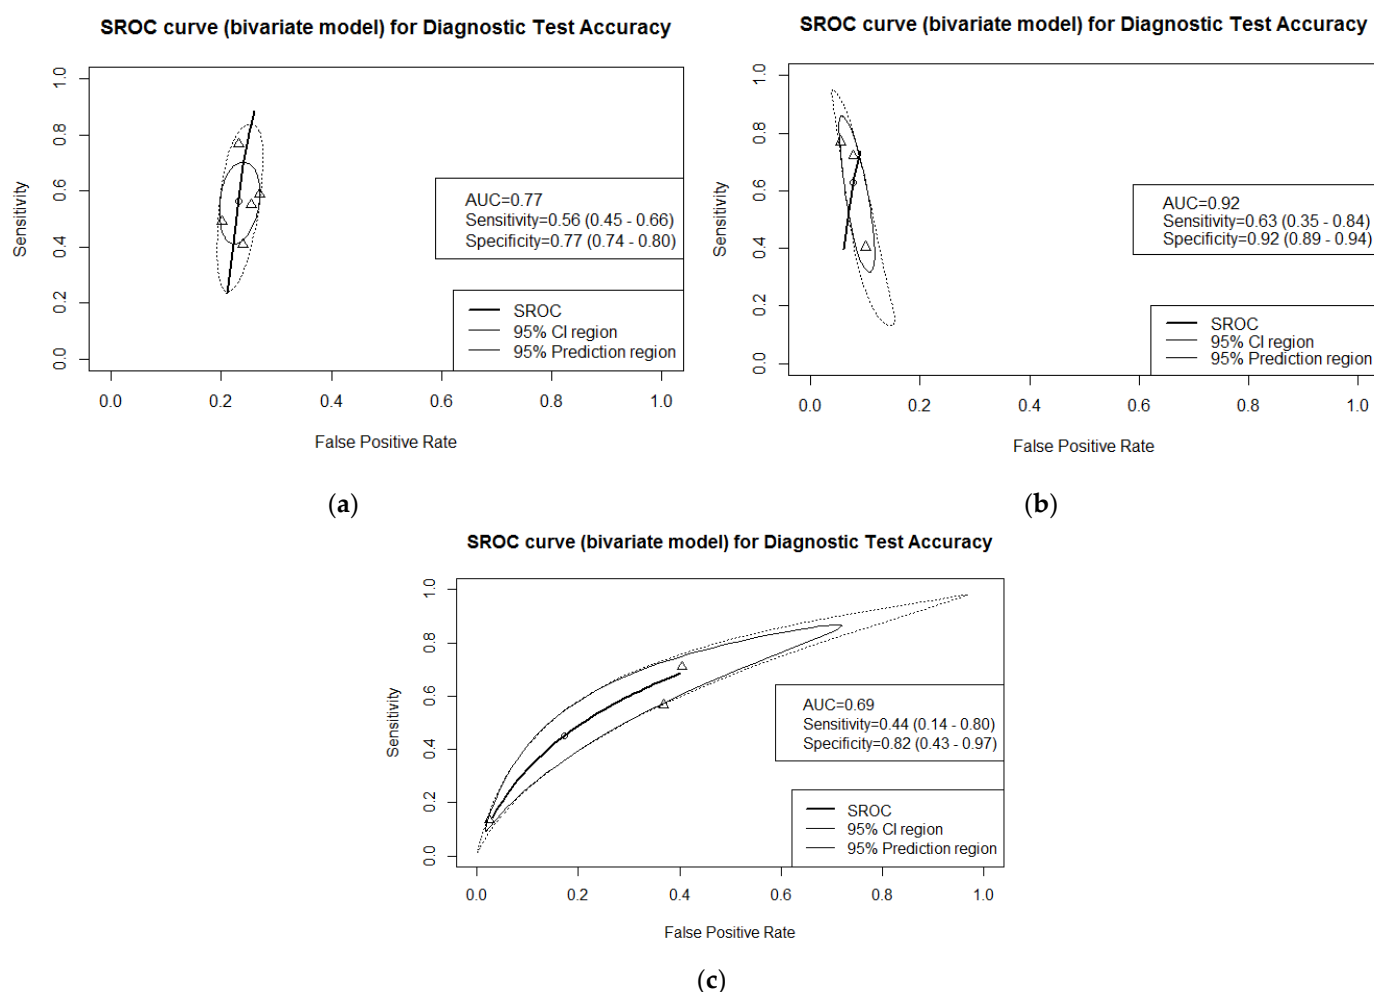 SROC curve (bivariate model) for Diagnostic Test Accuracy
1.0
0.8
0.6
0.4
0.2
0.0
Sensitivity
AUC=0.77
Sensitivity=0.56 (0.45 - 0.66)
Specificity=0.77 (0.74 - 0.80)
SROC
95% CI region
95% Prediction region
0.0 0.2 0.4 0.6 0.8 1.0
False Positive Rate
(a)
SROC curve (bivariate model) for Diagnostic Test Accuracy
1.0
0.8
0.6
0.4
0.2
0.0
Sensitivity
AUC=0.92
Sensitivity=0.63 (0.35 - 0.84)
Specificity=0.92 (0.89 - 0.94)
SROC
95% CI region
95% Prediction region
0.0 0.2 0.4 0.6 0.8 1.0
False Positive Rate
(b)
SROC curve (bivariate model) for Diagnostic Test Accuracy
1.0
0.8
0.6
0.4
0.2
0.0
Sensitivity
AUC=0.69
Sensitivity=0.44 (0.14 - 0.80)
Specificity=0.82 (0.43 - 0.97)
SROC
95% CI region
95% Prediction region
0.0 0.2 0.4 0.6 0.8 1.0
False Positive Rate
(c)